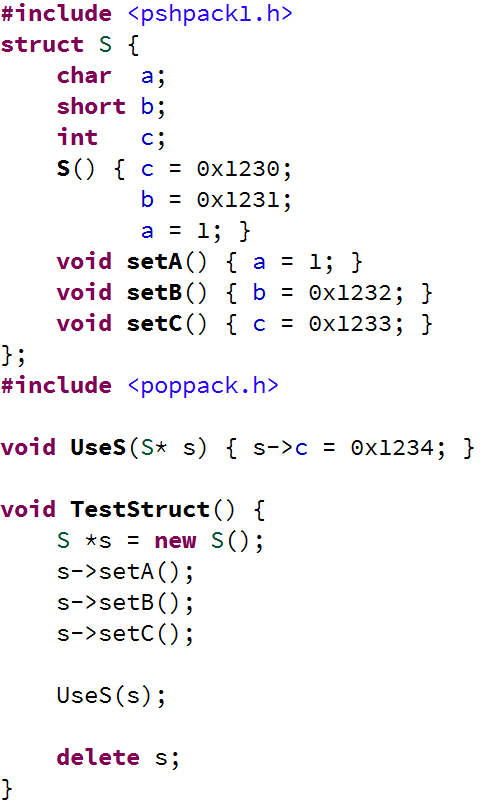 #include <pshpack1.h>
struct S {
    char  a;
    short b;
    int   c;
    S() { c = 0x1230;
          b = 0x1231;
          a = 1; }
    void setA() { a = 1; }
    void setB() { b = 0x1232; }
    void setC() { c = 0x1233; }
};
#include <poppack.h>

void UseS(S* s) { s->c = 0x1234; }

void TestStruct() {
    S *s = new S();
    s->setA();
    s->setB();
    s->setC();

    UseS(s);

    delete s;
}